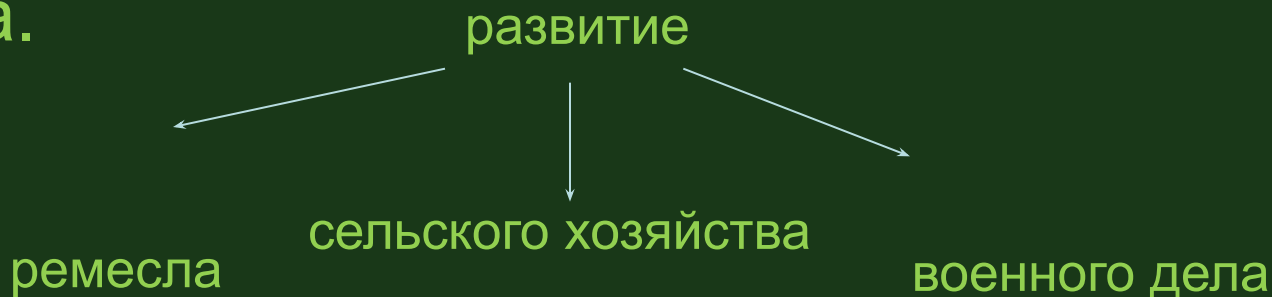 а.
развитие
сельского хозяйства
ремесла
военного дела